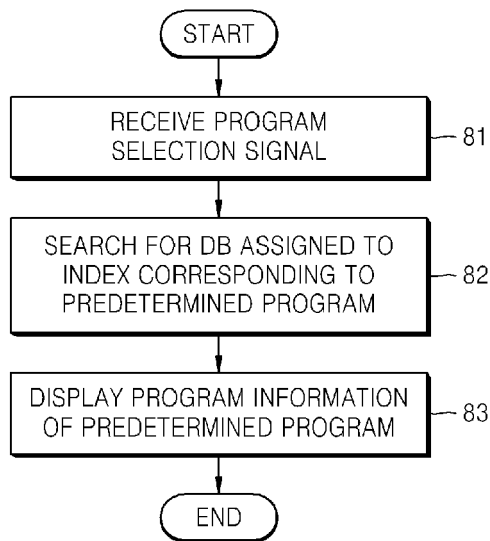 START
RECEIVE PROGRAM
SELECTION SIGNAL
81
SEARCH FOR DB ASSIGNED TO
INDEX CORRESPONDING TO
PREDETERMINED PROGRAM
82
DISPLAY PROGRAM INFORMATION
OF PREDETERMINED PROGRAM
83
END